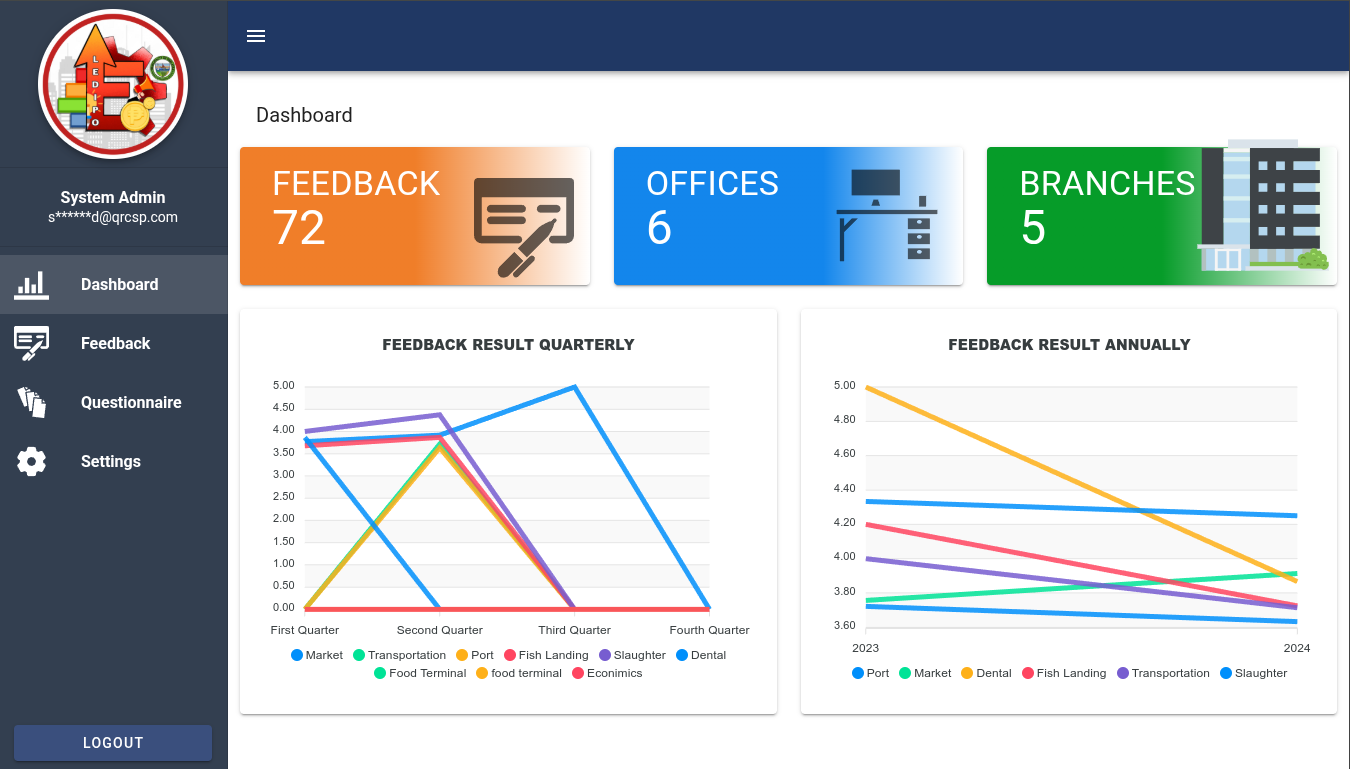 LEDIPO
System Admin
s******d@qrcsp.com
Dashboard
Feedback
Questionnaire
Settings
LOGOUT
Dashboard
FEEDBACK
72
OFFICES
6
BRANCHES
5
FEEDBACK RESULT QUARTERLY
5.00
4.50
4.00
3.50
3.00
2.50
2.00
1.50
1.00
0.50
0.00
First Quarter Second Quarter Third Quarter Fourth Quarter
Market Transportation Port Fish Landing Slaughter Dental
Food Terminal food terminal Econimics
FEEDBACK RESULT ANNUALLY
5.00
4.80
4.60
4.40
4.20
4.00
3.80
3.60
2023 2024
Port Market Dental Fish Landing Transportation Slaughter